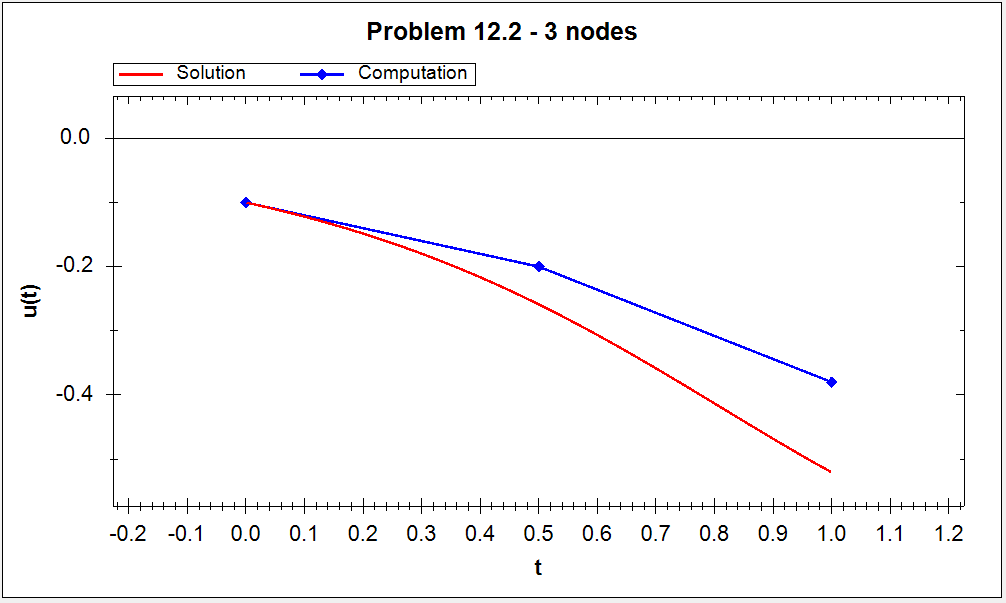 Problem 12.2 - 3 nodes
Solution Computation
0.0
-0.2
-0.4
u(t)
-0.2 -0.1 0.0 0.1 0.2 0.3 0.4 0.5 0.6 0.7 0.8 0.9 1.0 1.1 1.2
t